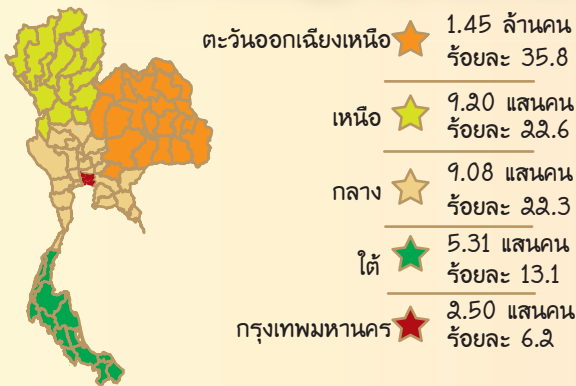 ตะวันออกเฉียงเหนือ 1.45 ล้านคน
ร้อยละ 35.8
เหนือ 9.20 แสนคน
ร้อยละ 22.6
กลาง 9.08 แสนคน
ร้อยละ 22.3
ใต้ 5.31 แสนคน
ร้อยละ 13.1
กรุงเทพมหานคร 2.50 แสนคน
ร้อยละ 6.2